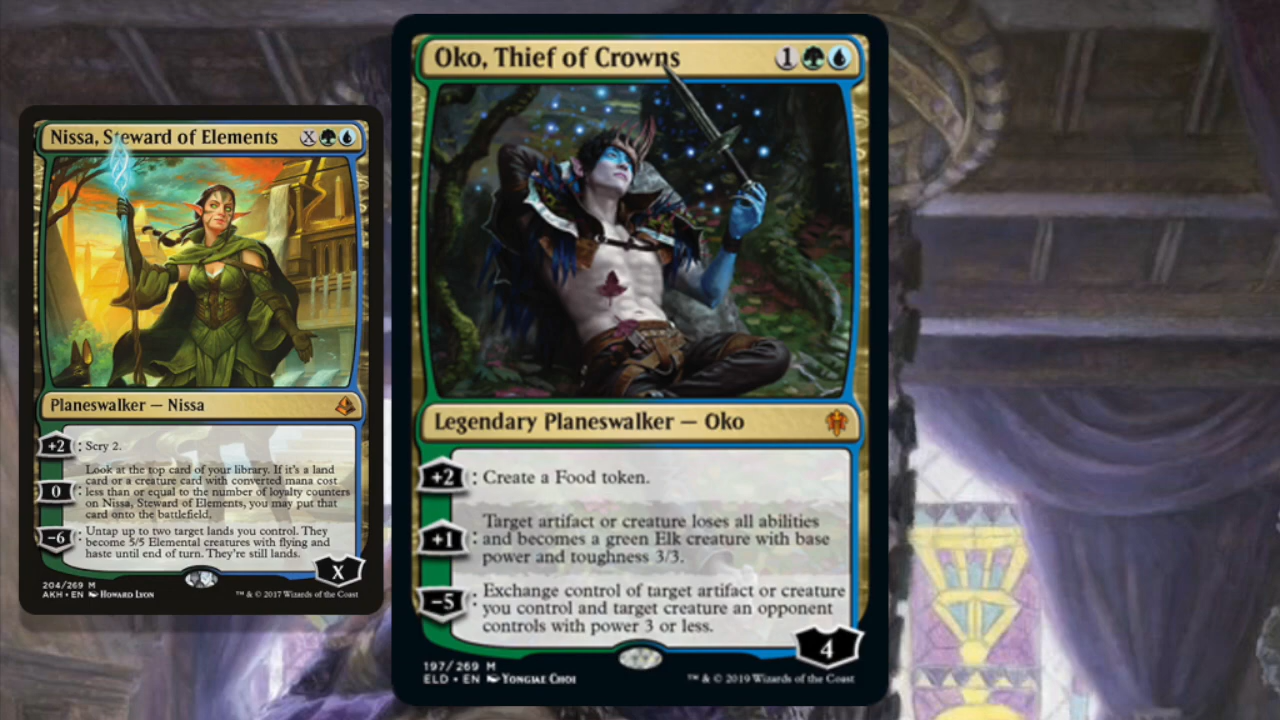 Nissa, Steward of Elements X
Planeswalker — Nissa
+2 : Scry 2.
Look at the top card of your library. If it's a land
card or a creature card with converted mana cost
0 : less than or equal to the number of loyalty counters
on Nissa, Steward of Elements, you may put that
card onto the battlefield.
−6 : Untap up to two target lands you control. They
become 5/5 Elemental creatures with flying and
haste until end of turn. They're still lands.
X
204/269 M
AKH • EN Howard Lyon ™ & © 2017 Wizards of the Coast
Oko, Thief of Crowns 1
Legendary Planeswalker — Oko
+2 : Create a Food token.
Target artifact or creature loses all abilities
+1 : and becomes a green Elk creature with base
power and toughness 3/3.
Exchange control of target artifact or creature
−5 : you control and target creature an opponent
controls with power 3 or less.
4
197/269 M
ELD • EN Yongjae Choi ™ & © 2019 Wizards of the Coast